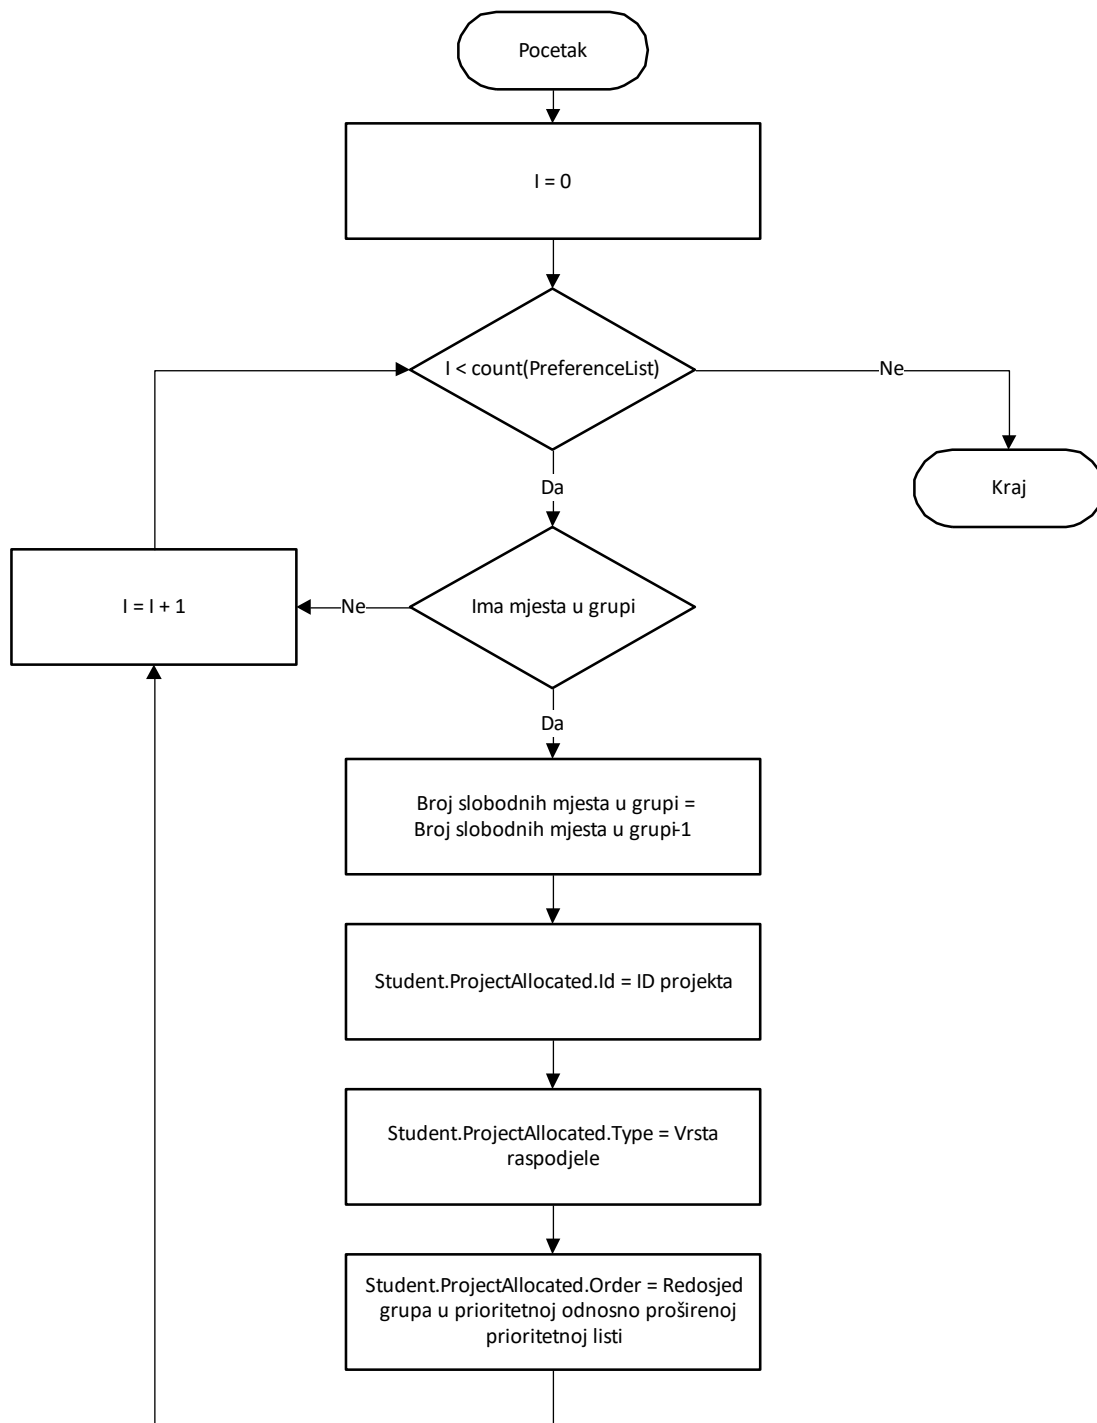 Pocetak
I = 0
I < count(PreferenceList)
Ne
Kraj
Da
I = I + 1
Ne
Ima mjesta u grupi
Da
Broj slobodnih mjesta u grupi =
Broj slobodnih mjesta u grupi-1
Student.ProjectAllocated.Id = ID projekta
Student.ProjectAllocated.Type = Vrsta
raspodjele
Student.ProjectAllocated.Order = Redosjed
grupa u prioritetnoj odnosno proširenoj
prioritetnoj listi